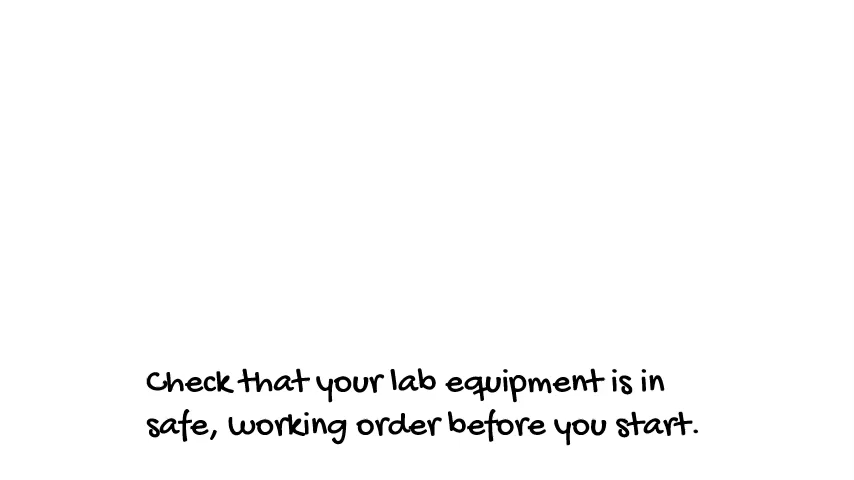 Check that your lab equipment is in
safe, working order before you start.